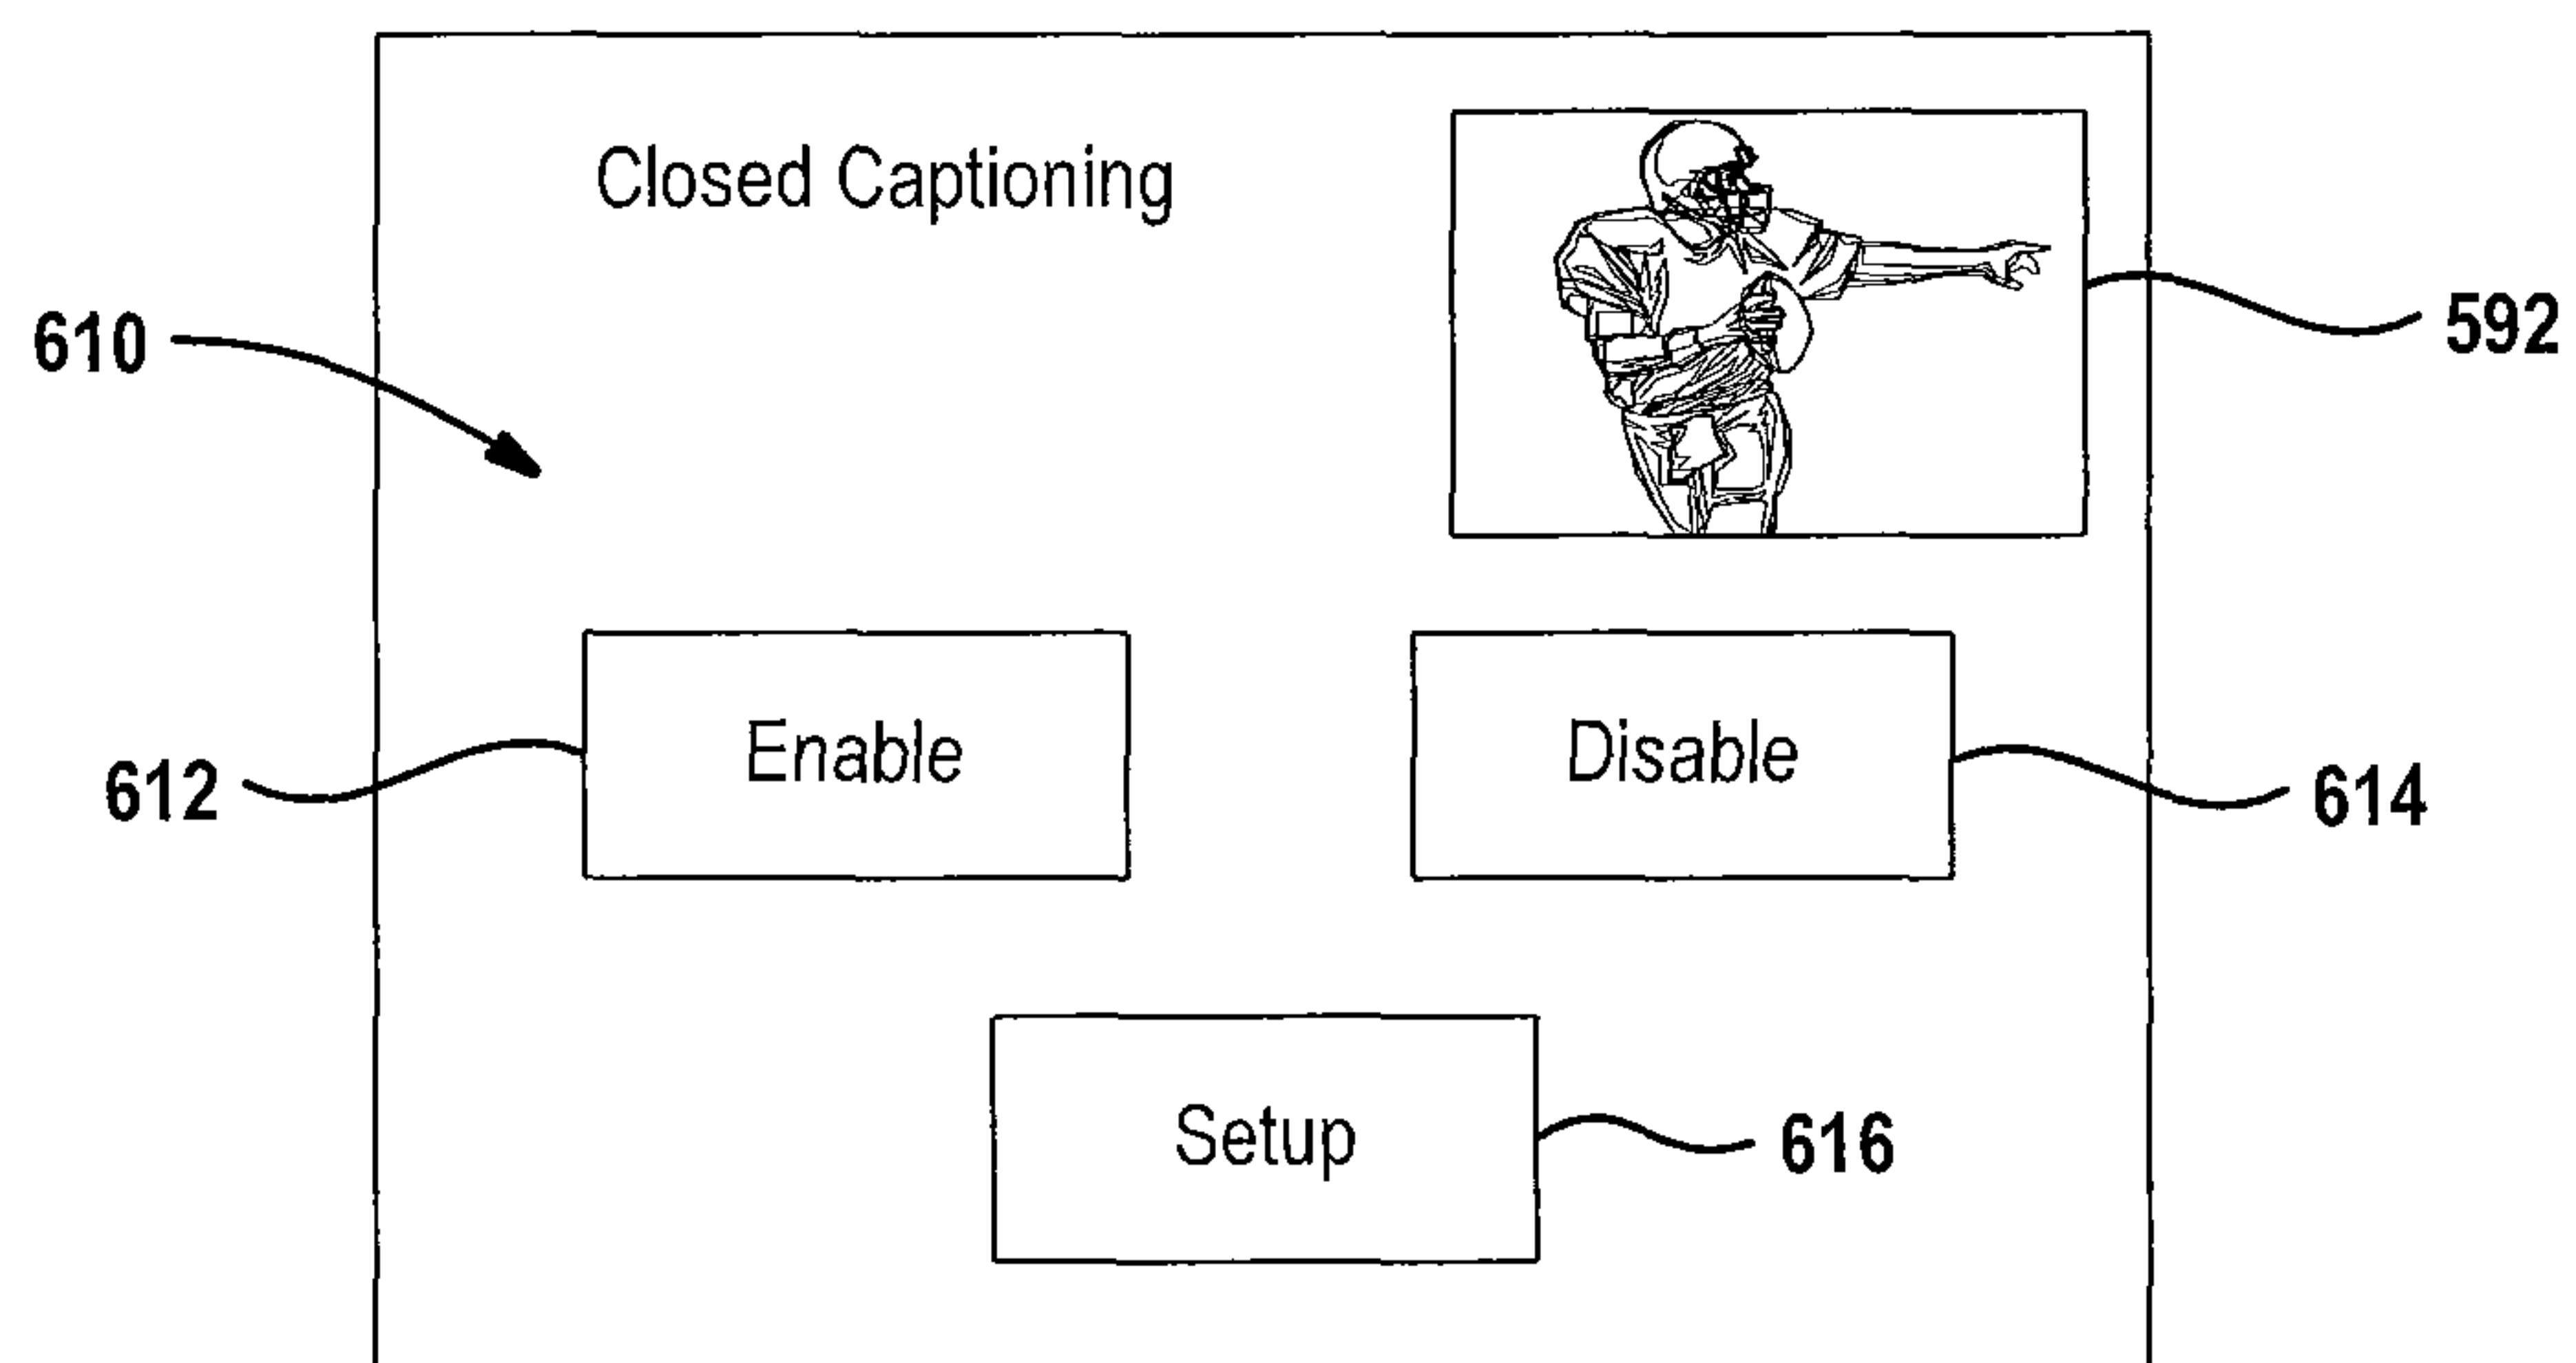 Closed Captioning
610
592
Enable
Disable
612
614
Setup
616